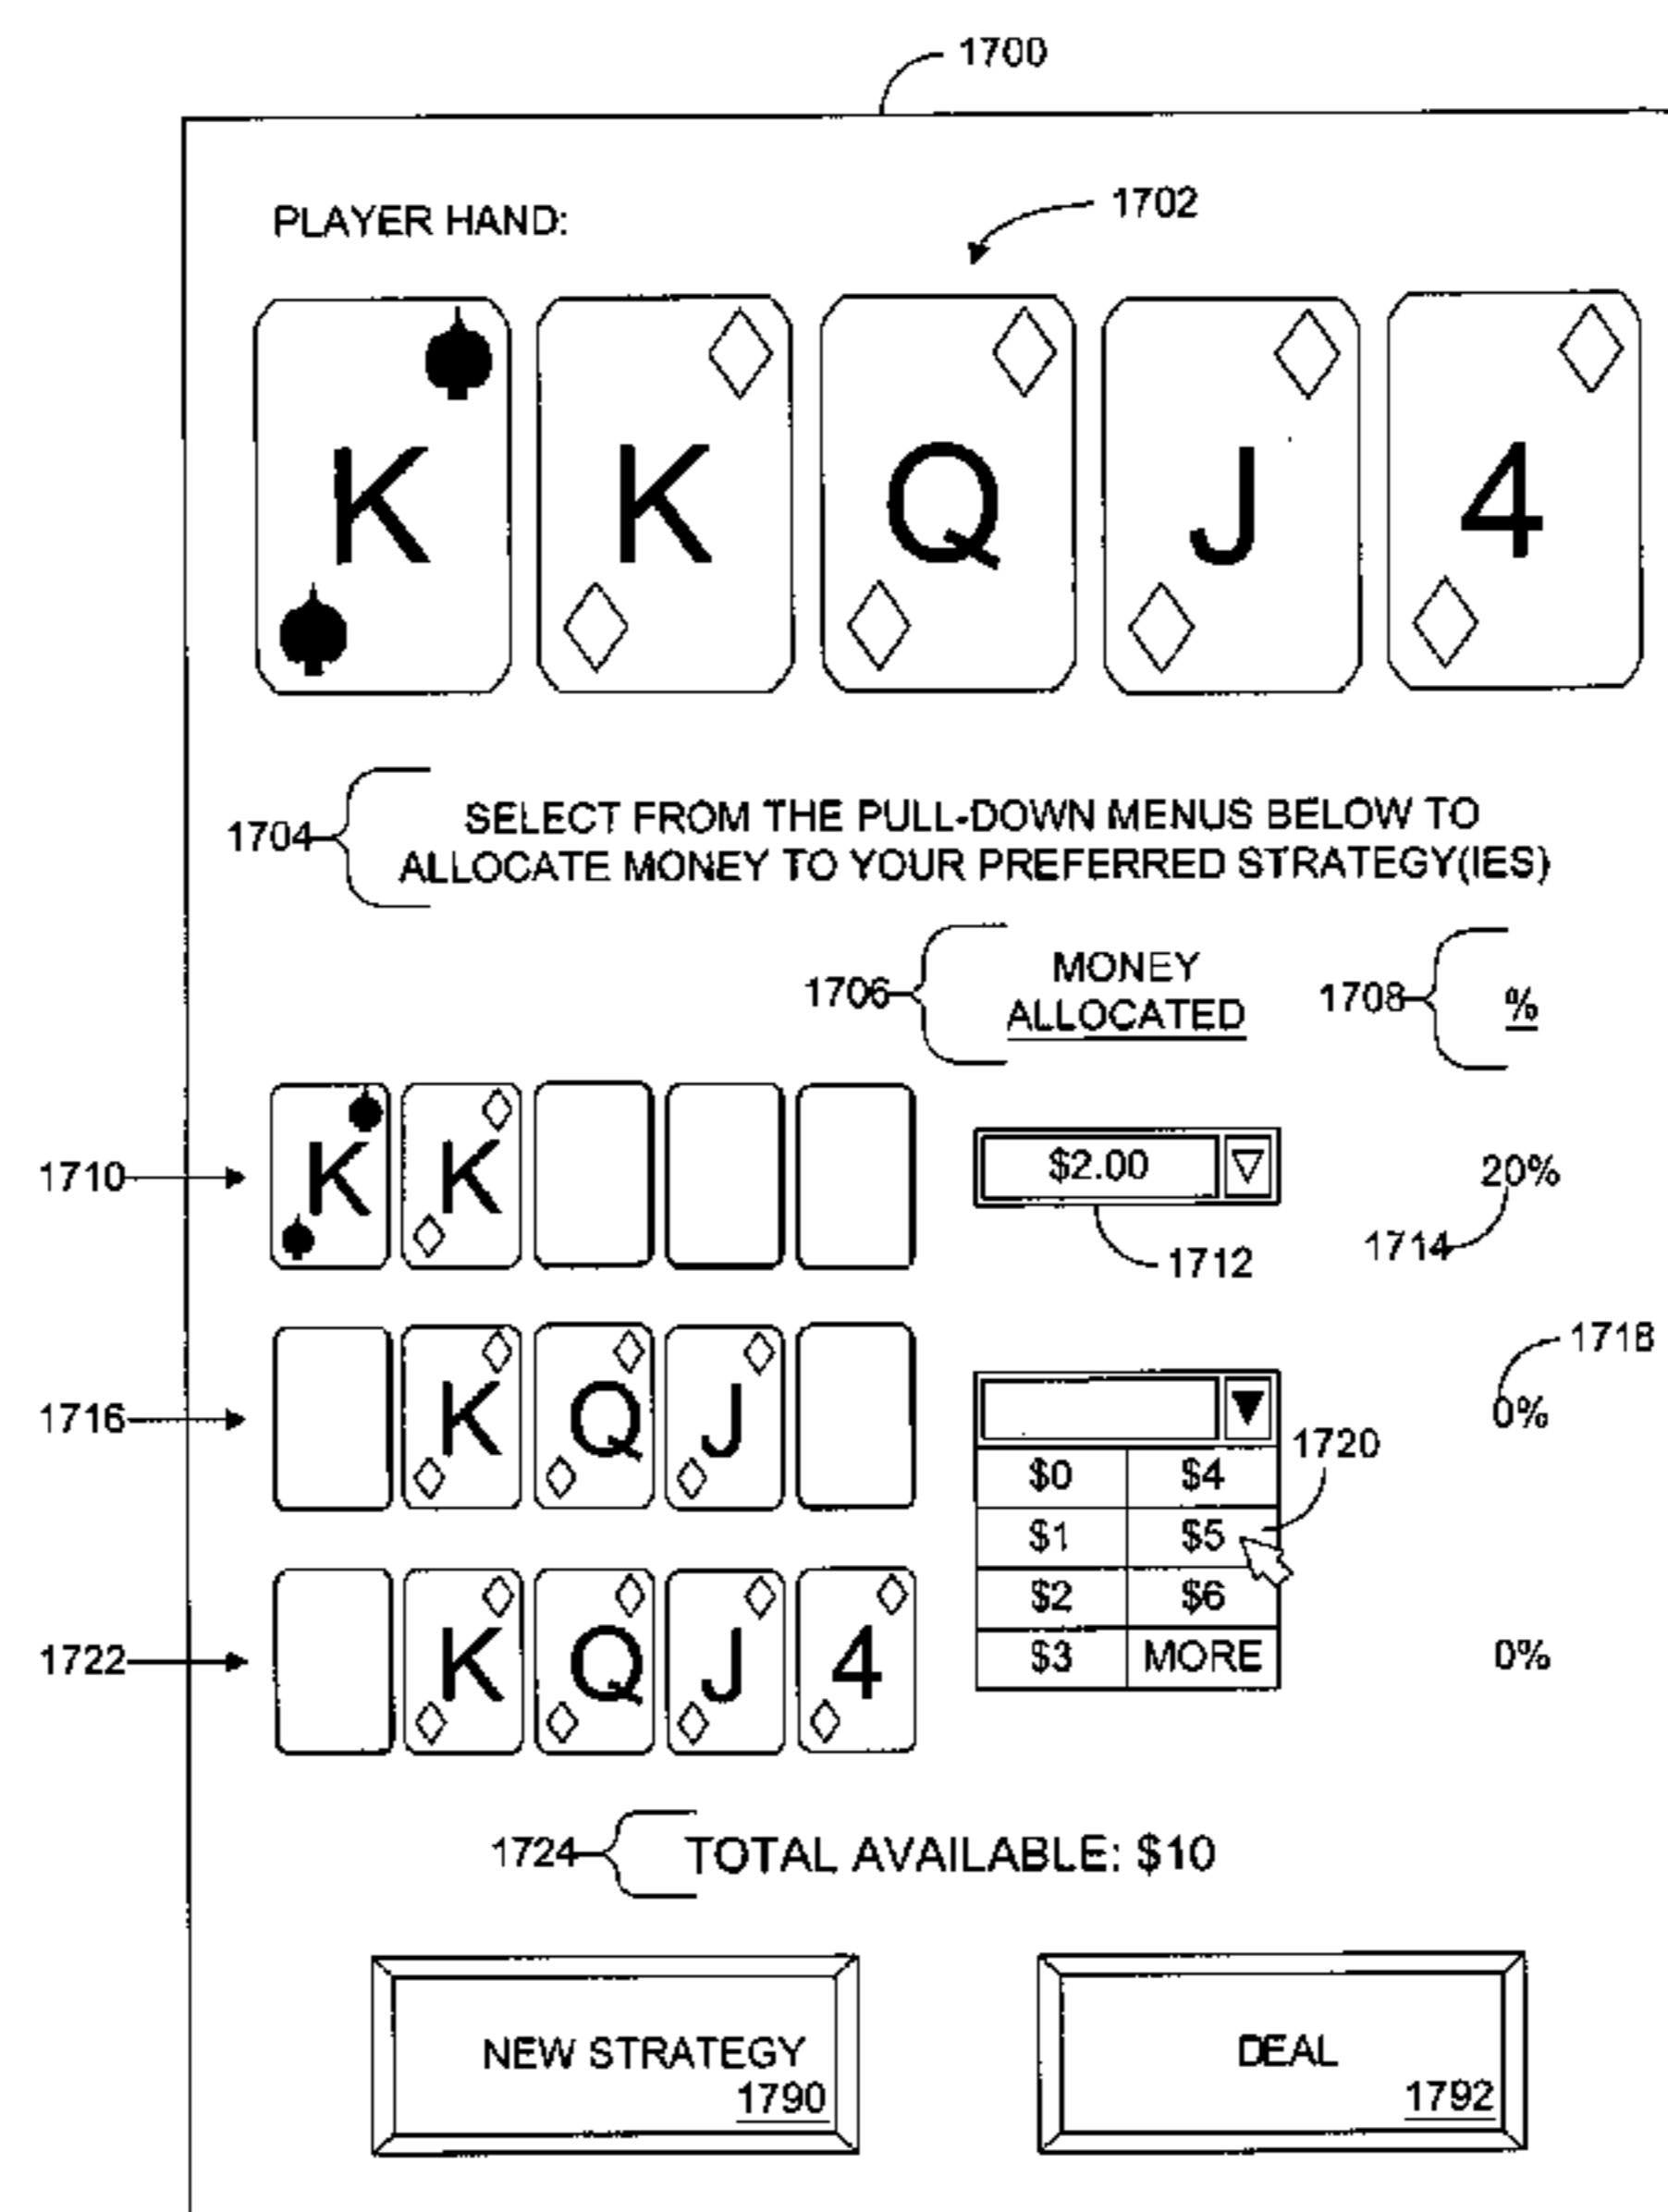 1700
PLAYER HAND:
1702
K K Q J 4
1704
SELECT FROM THE PULL-DOWN MENUS BELOW TO
ALLOCATE MONEY TO YOUR PREFERRED STRATEGY(IES)
1706
MONEY
ALLOCATED
1708
%
1710
K K
$2.00
20%
1712
1714
1716
K Q J
1718
0%
1720
$0 $4
$1 $5
$2 $6
$3 MORE
1722
K Q J 4
0%
1724
TOTAL AVAILABLE: $10
NEW STRATEGY
1790
DEAL
1792